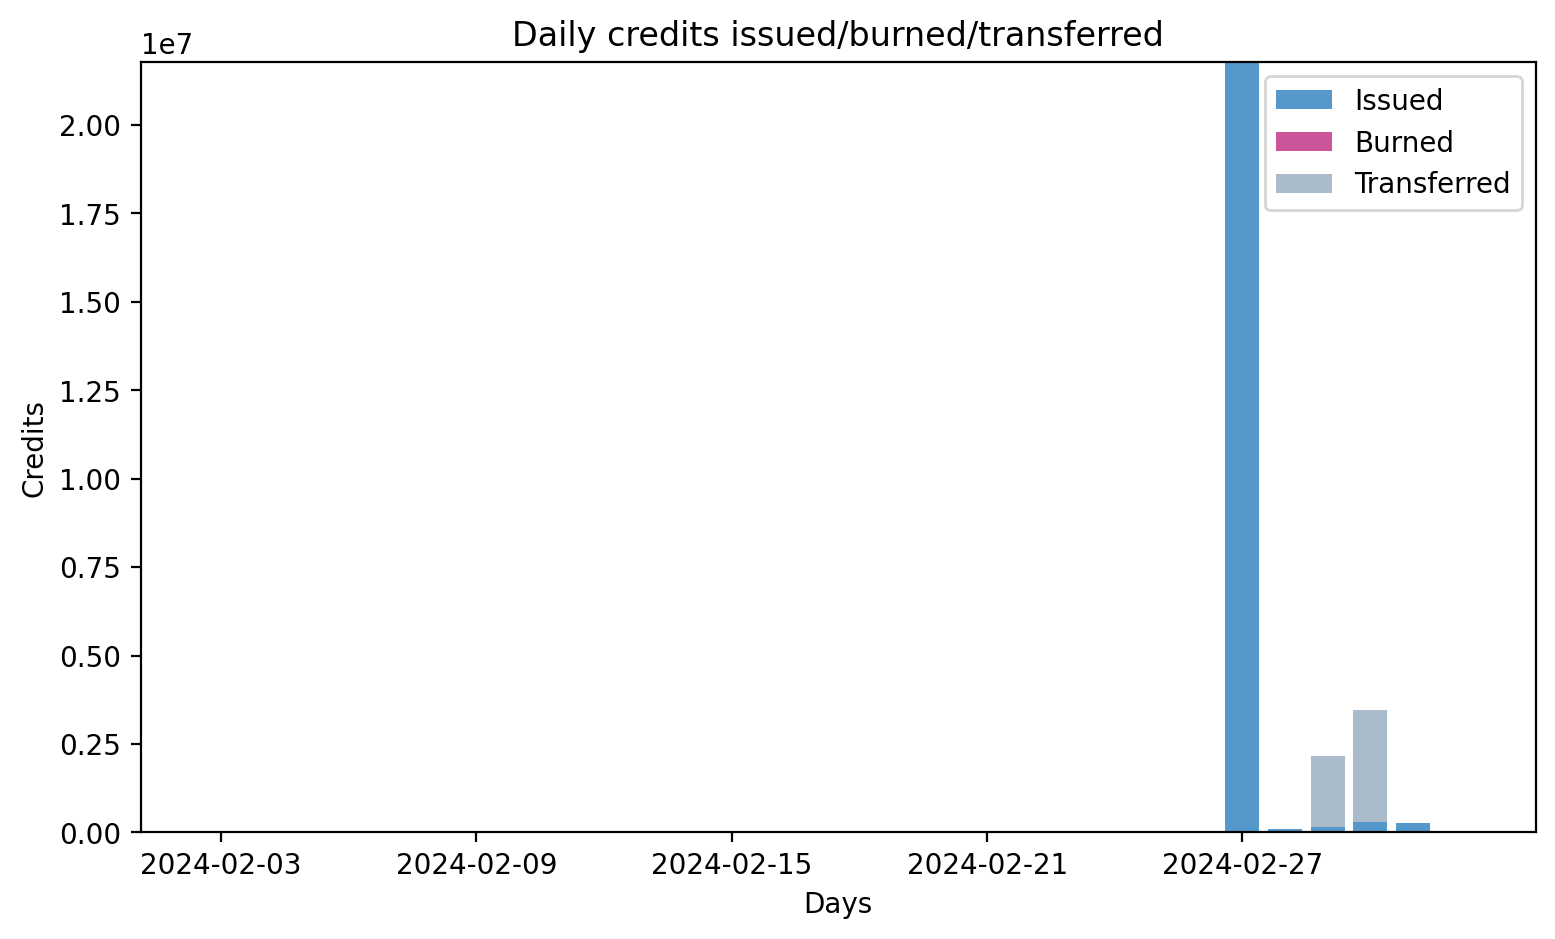 Daily credits issued/burned/transferred
1e7
2.00
1.75
1.50
1.25
1.00
0.75
0.50
0.25
0.00
Credits
Issued
Burned
Transferred
2024-02-03
2024-02-09
2024-02-15
2024-02-21
2024-02-27
Days